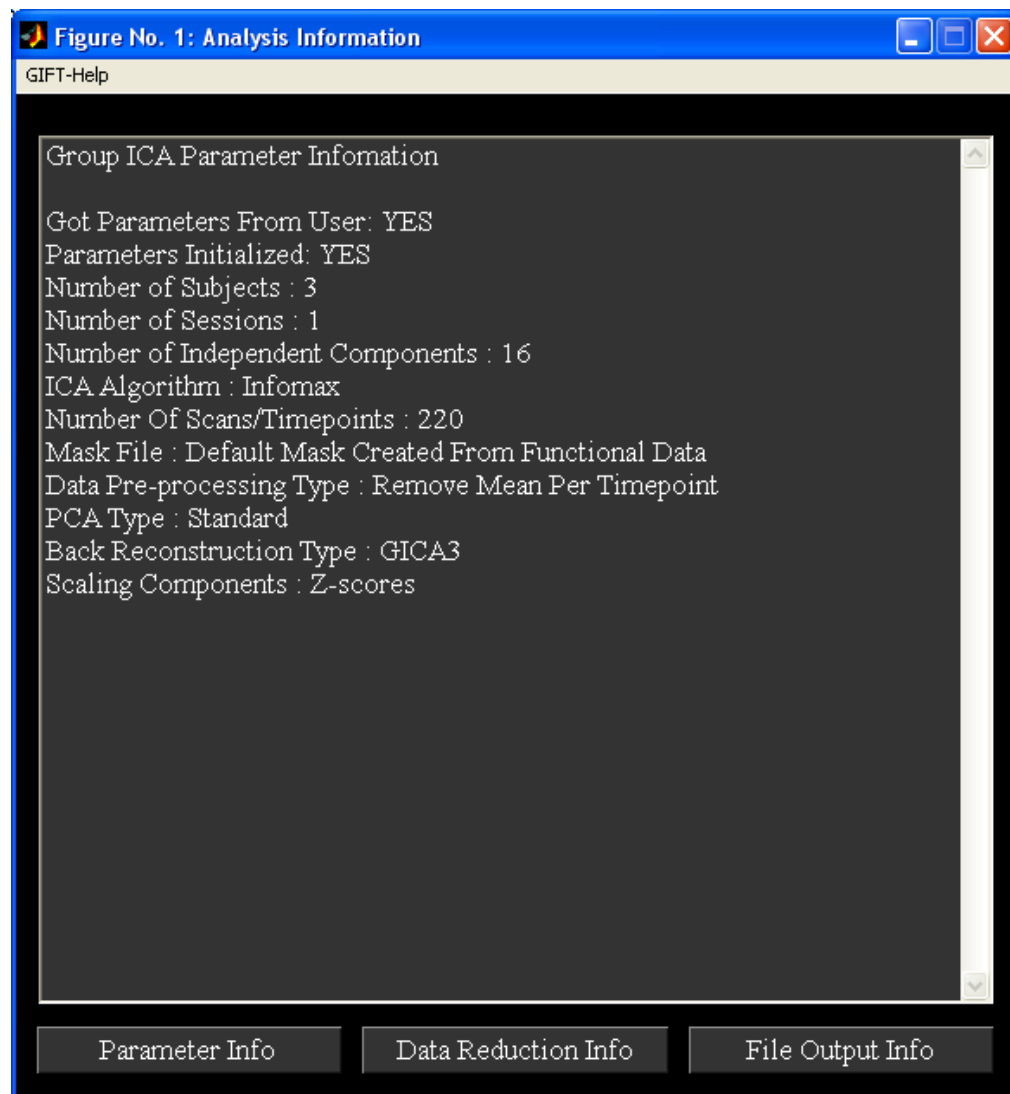 Figure No. 1: Analysis Information
GIFT-Help
Group ICA Parameter Infomation
Got Parameters From User: YES
Parameters Initialized: YES
Number of Subjects : 3
Number of Sessions : 1
Number of Independent Components : 16
ICA Algorithm : Infomax
Number Of Scans/Timepoints : 220
Mask File : Default Mask Created From Functional Data
Data Pre-processing Type : Remove Mean Per Timepoint
PCA Type : Standard
Back Reconstruction Type : GICA3
Scaling Components : Z-scores
Parameter Info
Data Reduction Info
File Output Info